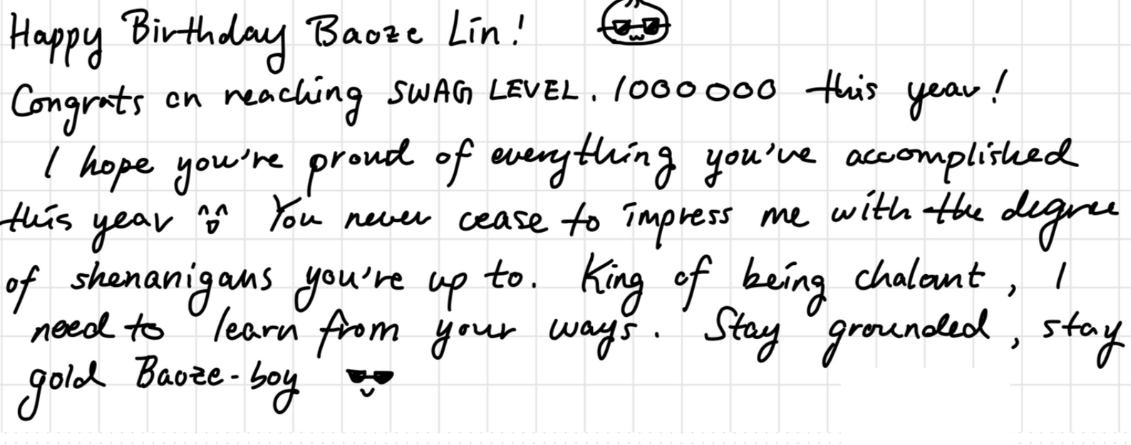 Happy Birthday Baoze Lin!
Congrats on reaching SWAG LEVEL. 1000000 this year!
I hope you're proud of everything you've accomplished
this year You never cease to impress me with the degree
of shenanigans you're up to. King of being chalant, I
need to learn from your ways. Stay grounded, stay
gold Baoze-boy